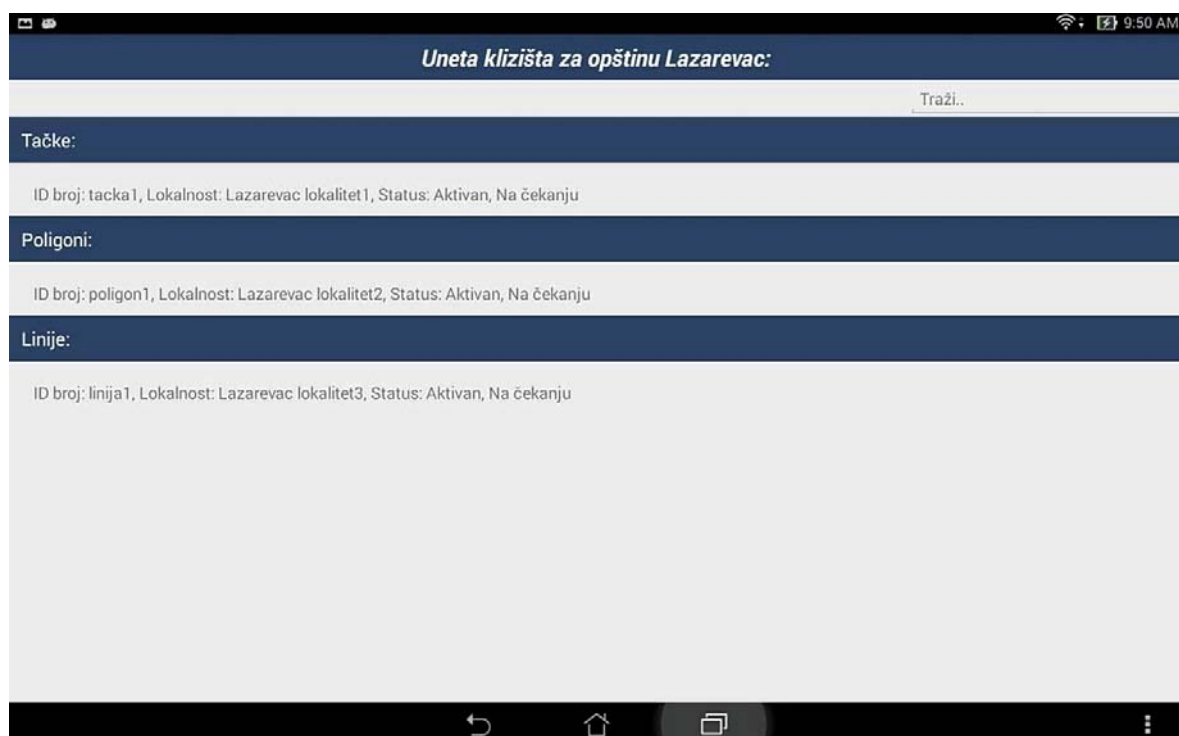 9:50 AM
Uneta klizišta za opštinu Lazarevac:
Traži..
Tačke:
ID broj: tacka1, Lokalnost: Lazarevac lokalitet1, Status: Aktivan, Na čekanju
Poligoni:
ID broj: poligon1, Lokalnost: Lazarevac lokalitet2, Status: Aktivan, Na čekanju
Linije:
ID broj: linija1, Lokalnost: Lazarevac lokalitet3, Status: Aktivan, Na čekanju